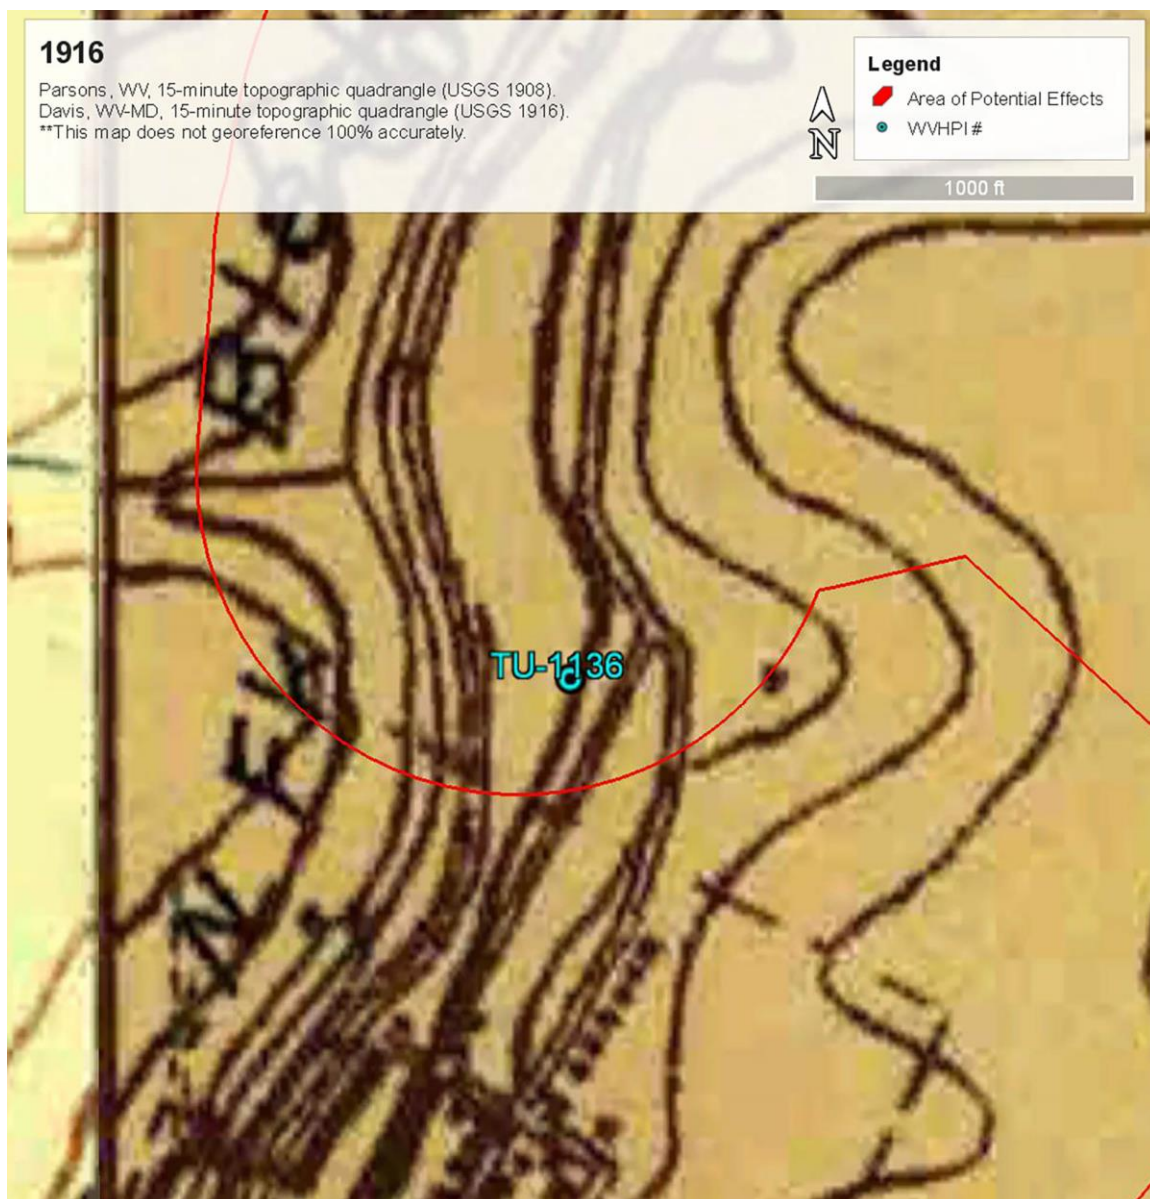 1916
Parsons, WV, 15-minute topographic quadrangle (USGS 1908).
Davis, WV-MD, 15-minute topographic quadrangle (USGS 1916).
**This map does not georeference 100% accurately.
N
Legend
Area of Potential Effects
WVHPI #
1000 ft
TU-1136